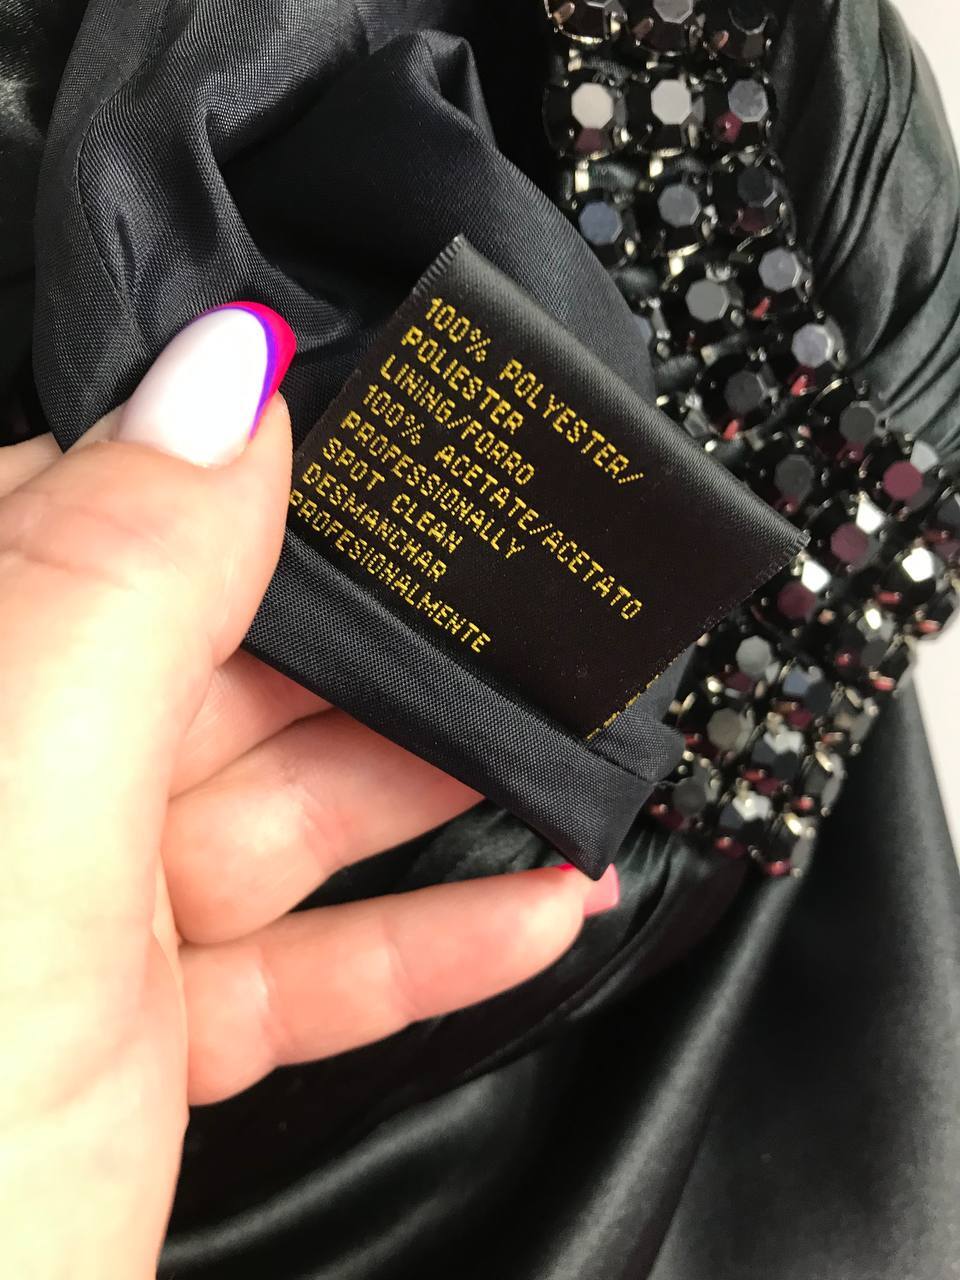 100% POLYESTER/
POLIESTER
LINING/FORRO
100% ACETATE/ACETATO
PROFESSIONALLY
SPOT CLEAN
DESMANCHAR
PROFESIONALMENTE